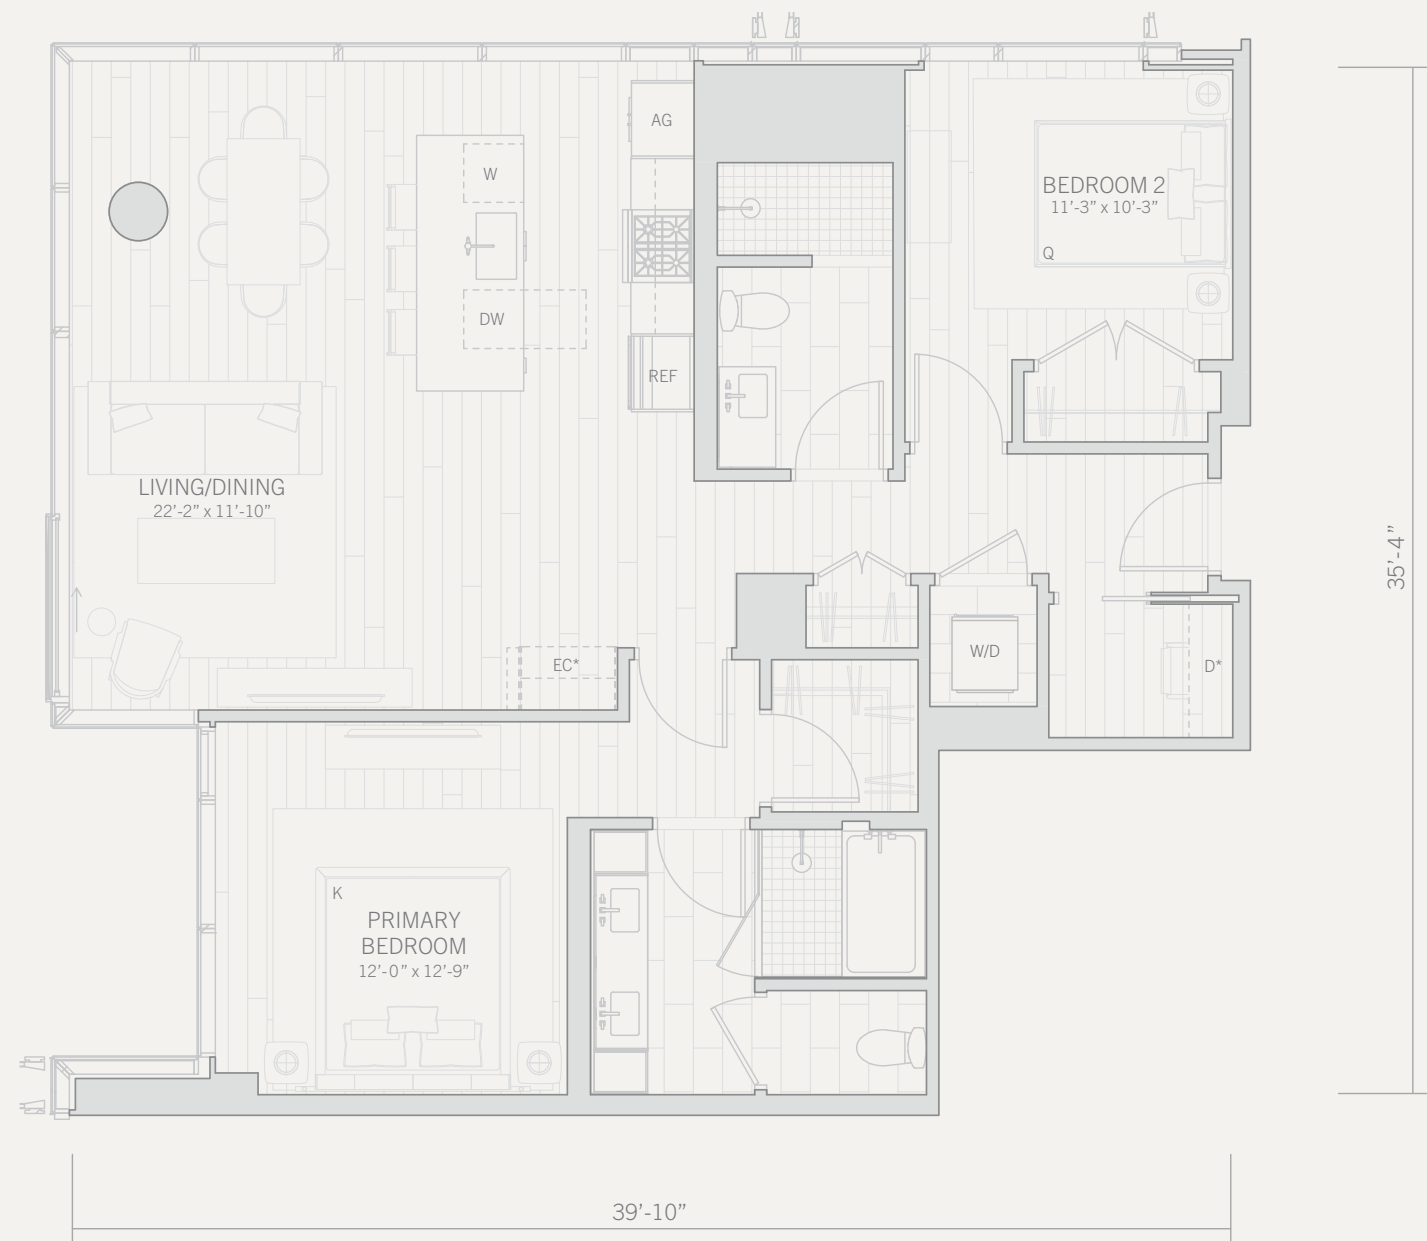 AG
W
BEDROOM 2
11'-3" x 10'-3"
Q
DW
REF
LIVING/DINING
22'-2" x 11'-10"
35'-4"
EC*
W/D
D*
K
PRIMARY
BEDROOM
12'-0" x 12'-9"
39'-10"